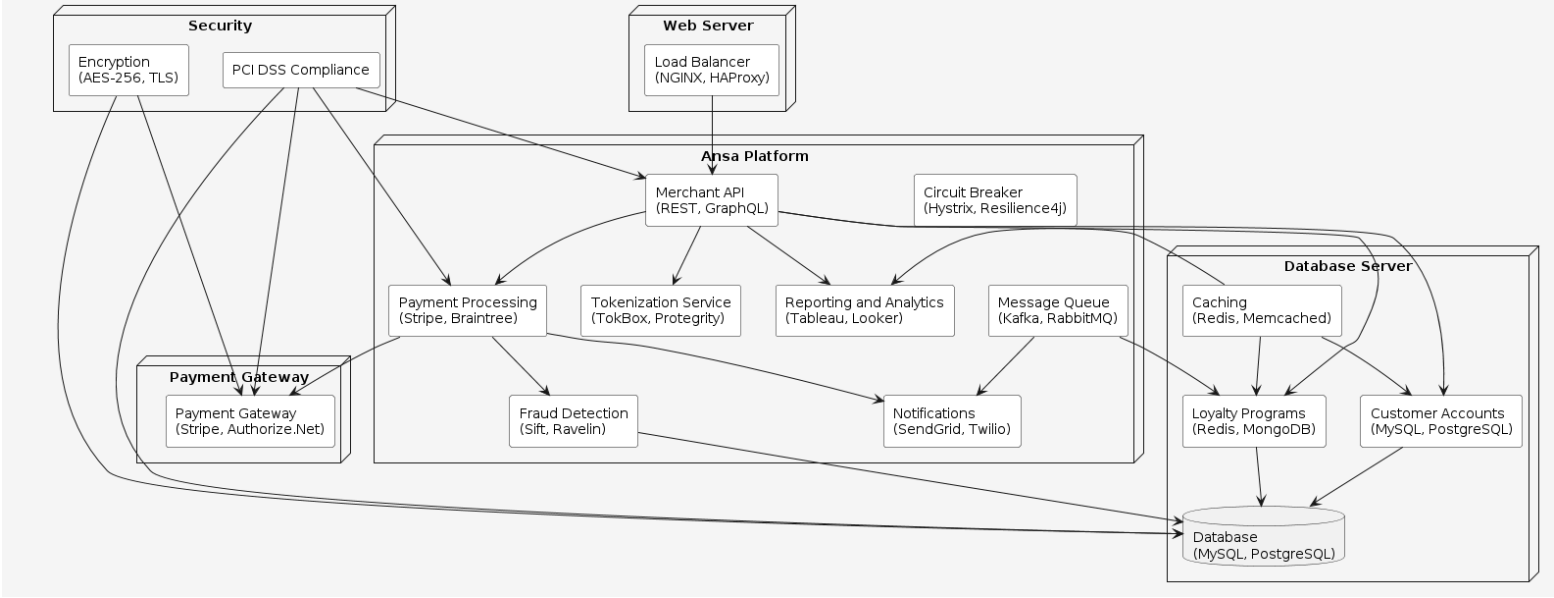 Security
Encryption
(AES-256, TLS)
PCI DSS Compliance
Web Server
Load Balancer
(NGINX, HAProxy)
Ansa Platform
Merchant API
(REST, GraphQL)
Circuit Breaker
(Hystrix, Resilience4j)
Payment Processing
(Stripe, Braintree)
Tokenization Service
(TokBox, Protegrity)
Reporting and Analytics
(Tableau, Looker)
Message Queue
(Kafka, RabbitMQ)
Fraud Detection
(Sift, Ravelin)
Notifications
(SendGrid, Twilio)
Payment Gateway
Payment Gateway
(Stripe, Authorize.Net)
Database Server
Caching
(Redis, Memcached)
Loyalty Programs
(Redis, MongoDB)
Customer Accounts
(MySQL, PostgreSQL)
Database
(MySQL, PostgreSQL)